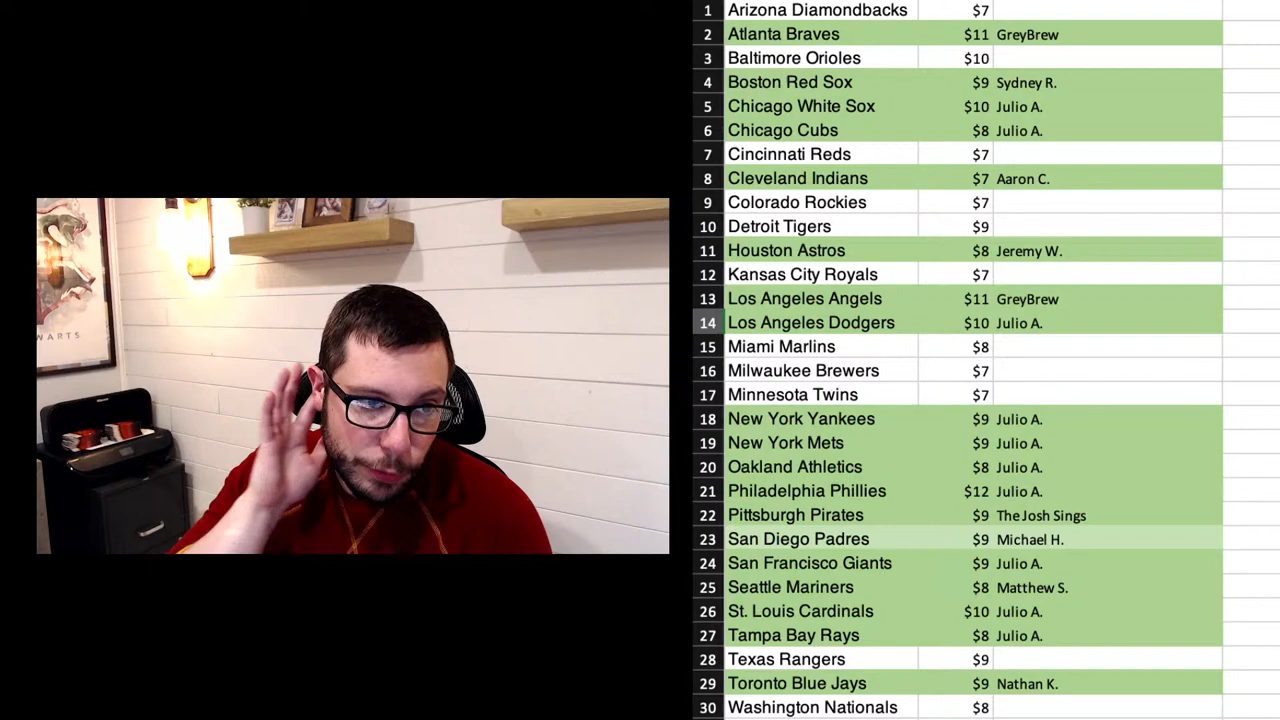 WARTS
1 Arizona Diamondbacks $7
2 Atlanta Braves $11 GreyBrew
3 Baltimore Orioles $10
4 Boston Red Sox $9 Sydney R.
5 Chicago White Sox $10 Julio A.
6 Chicago Cubs $8 Julio A.
7 Cincinnati Reds $7
8 Cleveland Indians $7 Aaron C.
9 Colorado Rockies $7
10 Detroit Tigers $9
11 Houston Astros $8 Jeremy W.
12 Kansas City Royals $7
13 Los Angeles Angels $11 GreyBrew
14 Los Angeles Dodgers $10 Julio A.
15 Miami Marlins $8
16 Milwaukee Brewers $7
17 Minnesota Twins $7
18 New York Yankees $9 Julio A.
19 New York Mets $9 Julio A.
20 Oakland Athletics $8 Julio A.
21 Philadelphia Phillies $12 Julio A.
22 Pittsburgh Pirates $9 The Josh Sings
23 San Diego Padres $9 Michael H.
24 San Francisco Giants $9 Julio A.
25 Seattle Mariners $8 Matthew S.
26 St. Louis Cardinals $10 Julio A.
27 Tampa Bay Rays $8 Julio A.
28 Texas Rangers $9
29 Toronto Blue Jays $9 Nathan K.
30 Washington Nationals $8